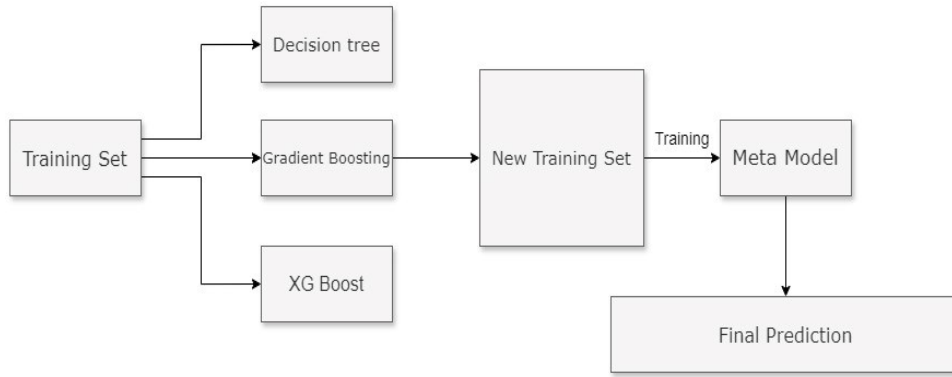 Decision tree
Training Set
Gradient Boosting
New Training Set
Training
Meta Model
XG Boost
Final Prediction